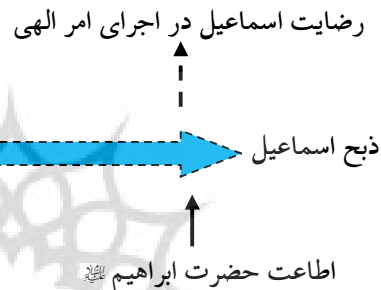 رضایت اسماعیل در اجرای امر الهی
ذبح اسماعیل
اطاعت حضرت ابراهیم